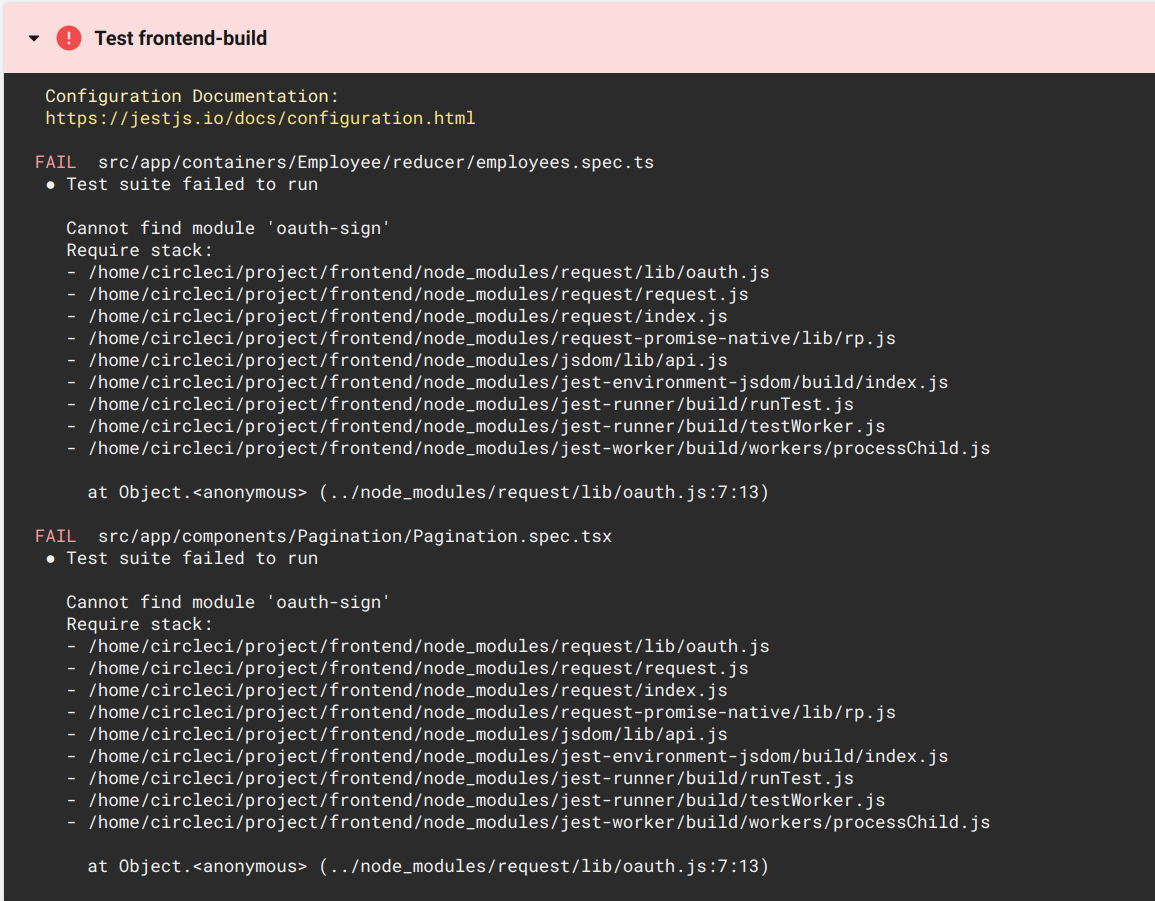 Test frontend-build
Configuration Documentation:
https://jestjs.io/docs/configuration.html
FAIL src/app/containers/Employee/reducer/employees.spec.ts
● Test suite failed to run
Cannot find module 'oauth-sign'
Require stack:
- /home/circleci/project/frontend/node_modules/request/lib/oauth.js
- /home/circleci/project/frontend/node_modules/request/request.js
- /home/circleci/project/frontend/node_modules/request/index.js
- /home/circleci/project/frontend/node_modules/request-promise-native/lib/rp.js
- /home/circleci/project/frontend/node_modules/jsdom/lib/api.js
- /home/circleci/project/frontend/node_modules/jest-environment-jsdom/build/index.js
- /home/circleci/project/frontend/node_modules/jest-runner/build/runTest.js
- /home/circleci/project/frontend/node_modules/jest-runner/build/testWorker.js
- /home/circleci/project/frontend/node_modules/jest-worker/build/workers/processChild.js
at Object.<anonymous> (../node_modules/request/lib/oauth.js:7:13)
FAIL src/app/components/Pagination/Pagination.spec.tsx
● Test suite failed to run
Cannot find module 'oauth-sign'
Require stack:
- /home/circleci/project/frontend/node_modules/request/lib/oauth.js
- /home/circleci/project/frontend/node_modules/request/request.js
- /home/circleci/project/frontend/node_modules/request/index.js
- /home/circleci/project/frontend/node_modules/request-promise-native/lib/rp.js
- /home/circleci/project/frontend/node_modules/jsdom/lib/api.js
- /home/circleci/project/frontend/node_modules/jest-environment-jsdom/build/index.js
- /home/circleci/project/frontend/node_modules/jest-runner/build/runTest.js
- /home/circleci/project/frontend/node_modules/jest-runner/build/testWorker.js
- /home/circleci/project/frontend/node_modules/jest-worker/build/workers/processChild.js
at Object.<anonymous> (../node_modules/request/lib/oauth.js:7:13)